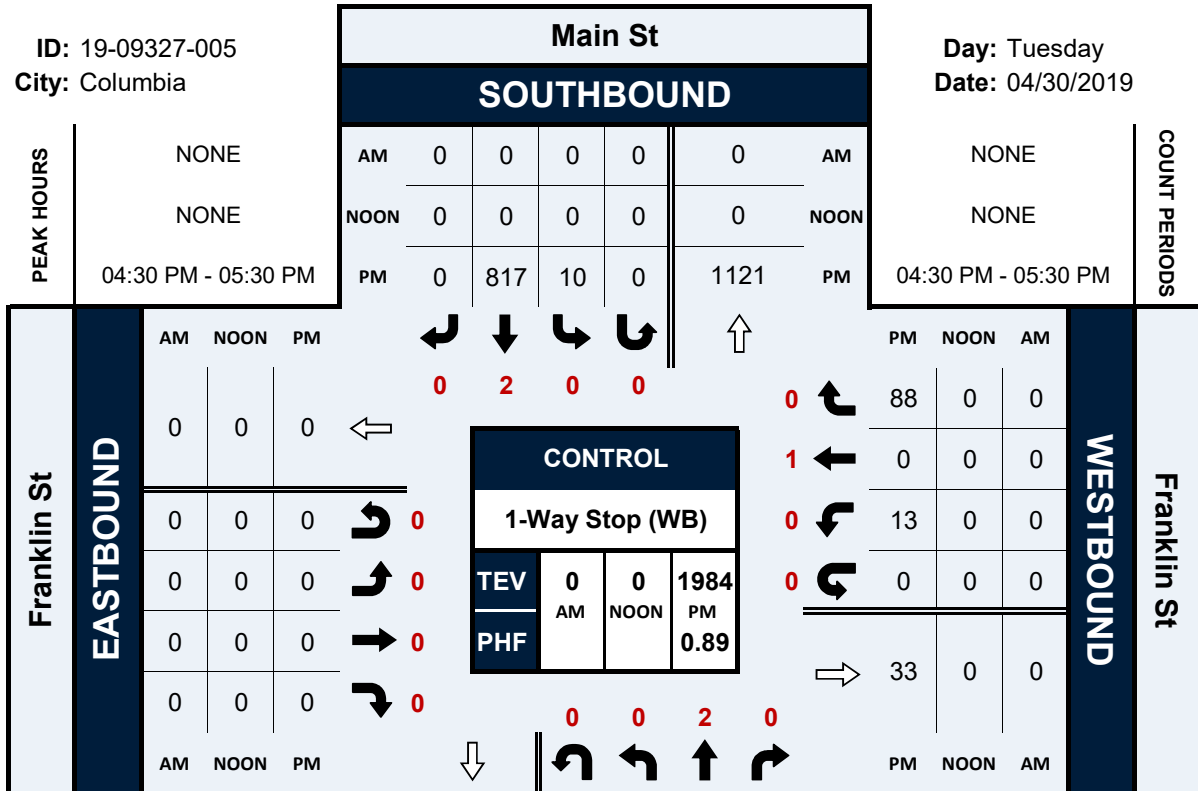 ID: 19-09327-005
City: Columbia
Main St
SOUTHBOUND
Day: Tuesday
Date: 04/30/2019
PEAK HOURS
NONE
NONE
04:30 PM - 05:30 PM
AM 0 0 0 0 0 AM
NOON 0 0 0 0 0 NOON
PM 0 817 10 0 1121 PM
NONE
NONE
04:30 PM - 05:30 PM
COUNT PERIODS
0 2 0 0
Franklin St
EASTBOUND
AM NOON PM
0 0 0
0 0 0 0
0 0 0 0
0 0 0 0
0 0 0 0
AM NOON PM
CONTROL
1-Way Stop (WB)
TEV 0 0 1984
AM NOON PM
PHF 0.89
PM NOON AM
0 88 0 0
1 0 0 0
0 13 0 0
0 0 0 0
33 0 0
PM NOON AM
WESTBOUND
Franklin St
0 0 2 0